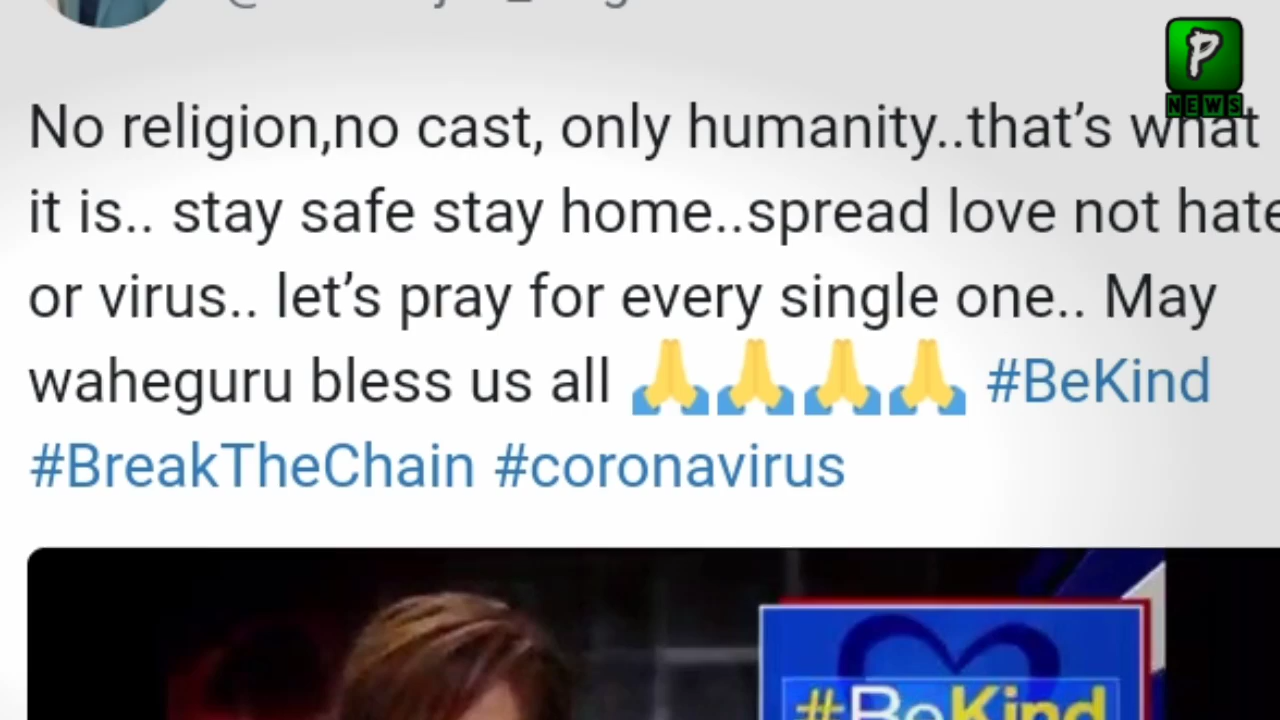 P
NEWS
No religion,no cast, only humanity..that’s what
it is.. stay safe stay home..spread love not hate
or virus.. let’s pray for every single one.. May
waheguru bless us all 🙏🙏🙏🙏 #BeKind
#BreakTheChain #coronavirus
#BeKind